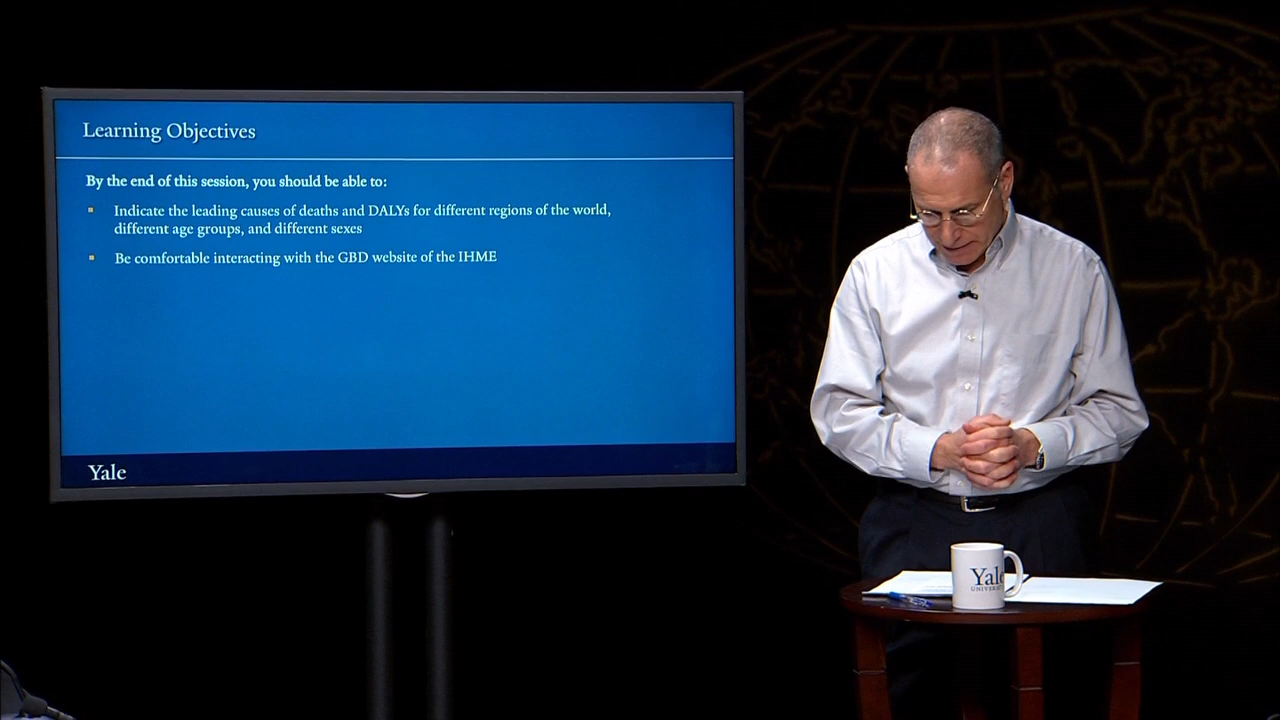 Learning Objectives
By the end of this session, you should be able to:
Indicate the leading causes of deaths and DALYs for different regions of the world,
different age groups, and different sexes
Be comfortable interacting with the GBD website of the IHME
Yale
Yale